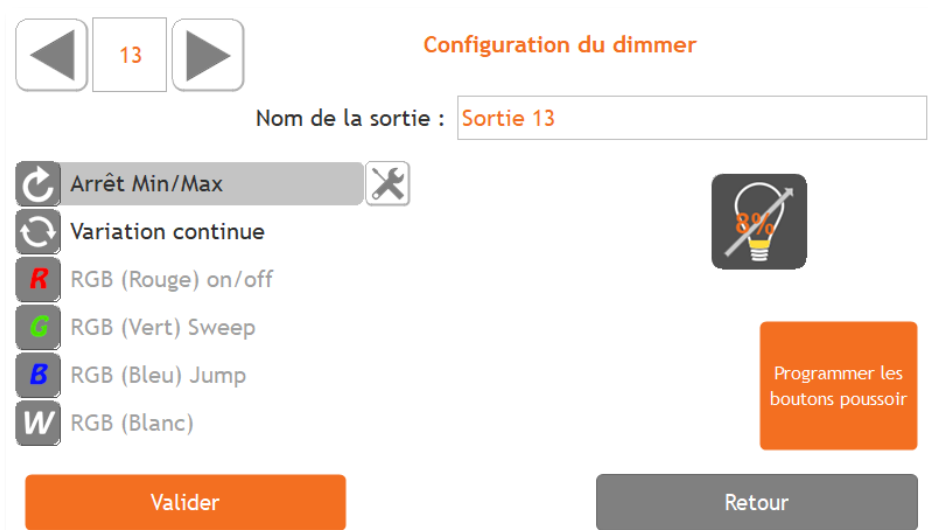 13
Configuration du dimmer
Nom de la sortie : Sortie 13
Arrêt Min/Max
8%
Variation continue
R RGB (Rouge) on/off
G RGB (Vert) Sweep
B RGB (Bleu) Jump
W RGB (Blanc)
Programmer les
boutons poussoir
Valider
Retour